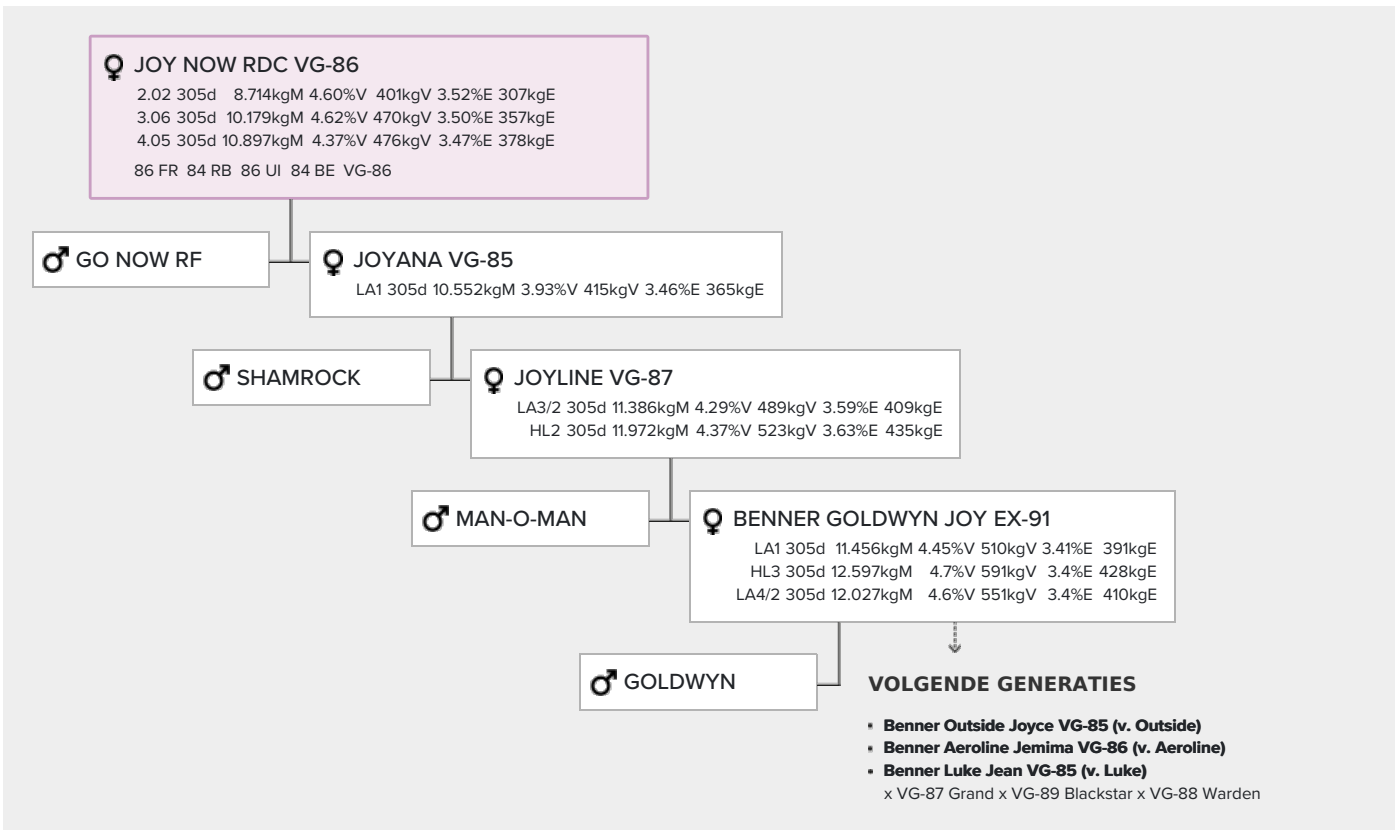 JOY NOW RDC VG-86
2.02 305d 8.714kgM 4.60%V 401kgV 3.52%E 307kgE
3.06 305d 10.179kgM 4.62%V 470kgV 3.50%E 357kgE
4.05 305d 10.897kgM 4.37%V 476kgV 3.47%E 378kgE
86 FR 84 RB 86 UI 84 BE VG-86
GO NOW RF
JOYANA VG-85
LA1 305d 10.552kgM 3.93%V 415kgV 3.46%E 365kgE
SHAMROCK
JOYLINE VG-87
LA3/2 305d 11.386kgM 4.29%V 489kgV 3.59%E 409kgE
HL2 305d 11.972kgM 4.37%V 523kgV 3.63%E 435kgE
MAN-O-MAN
BENNER GOLDWYN JOY EX-91
LA1 305d 11.456kgM 4.45%V 510kgV 3.41%E 391kgE
HL3 305d 12.597kgM 4.7%V 591kgV 3.4%E 428kgE
LA4/2 305d 12.027kgM 4.6%V 551kgV 3.4%E 410kgE
GOLDWYN
VOLGENDE GENERATIES
Benner Outside Joyce VG-85 (v. Outside)
Benner Aeroline Jemima VG-86 (v. Aeroline)
Benner Luke Jean VG-85 (v. Luke)
x VG-87 Grand x VG-89 Blackstar x VG-88 Warden